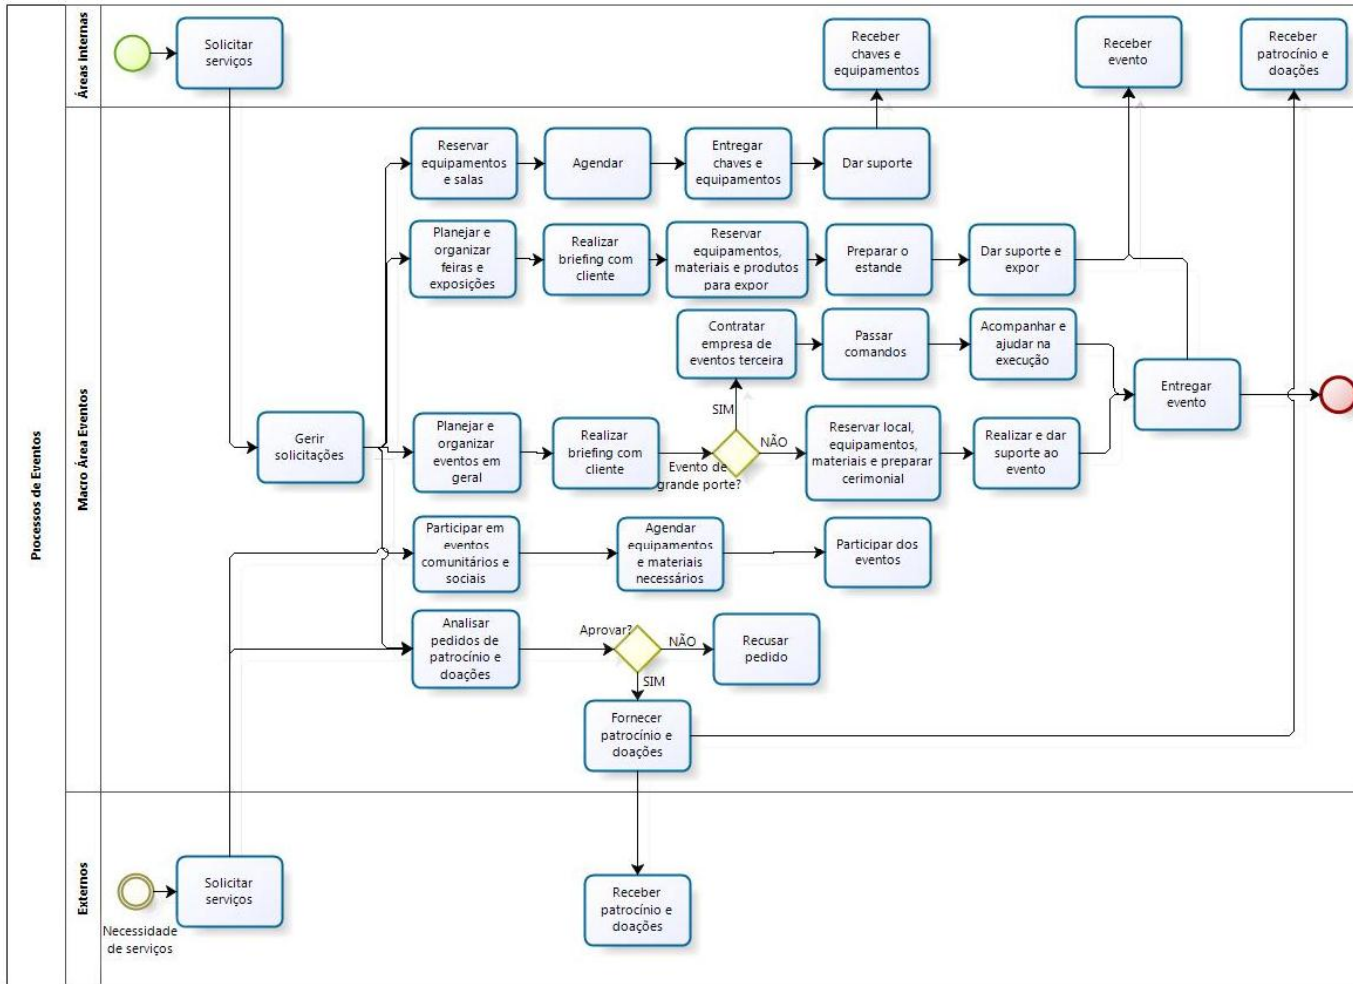 Processos de Eventos
Áreas Internas
Solicitar
serviços
Receber
chaves e
equipamentos
Receber
evento
Receber
patrocínio e
doações
Macro Área Eventos
Reservar
equipamentos
e salas
Agendar
Entregar
chaves e
equipamentos
Dar suporte
Planejar e
organizar
feiras e
exposições
Realizar
briefing com
cliente
Reservar
equipamentos,
materiais e produtos
para expor
Preparar o
estande
Dar suporte e
expor
Contratar
empresa de
eventos terceira
Passar
comandos
Acompanhar e
ajudar na
execução
Entregar
evento
Gerir
solicitações
Planejar e
organizar
eventos em
geral
Realizar
briefing com
cliente
SIM
NÃO
Evento de
grande porte?
Reservar local,
equipamentos,
materiais e preparar
cerimonial
Realizar e dar
suporte ao
evento
Participar em
eventos
comunitários e
sociais
Agendar
equipamentos
e materiais
necessários
Participar dos
eventos
Analisar
pedidos de
patrocínio e
doações
Aprovar?
NÃO
Recusar
pedido
SIM
Fornecer
patrocínio e
doações
Externos
Necessidade
de serviços
Solicitar
serviços
Receber
patrocínio e
doações